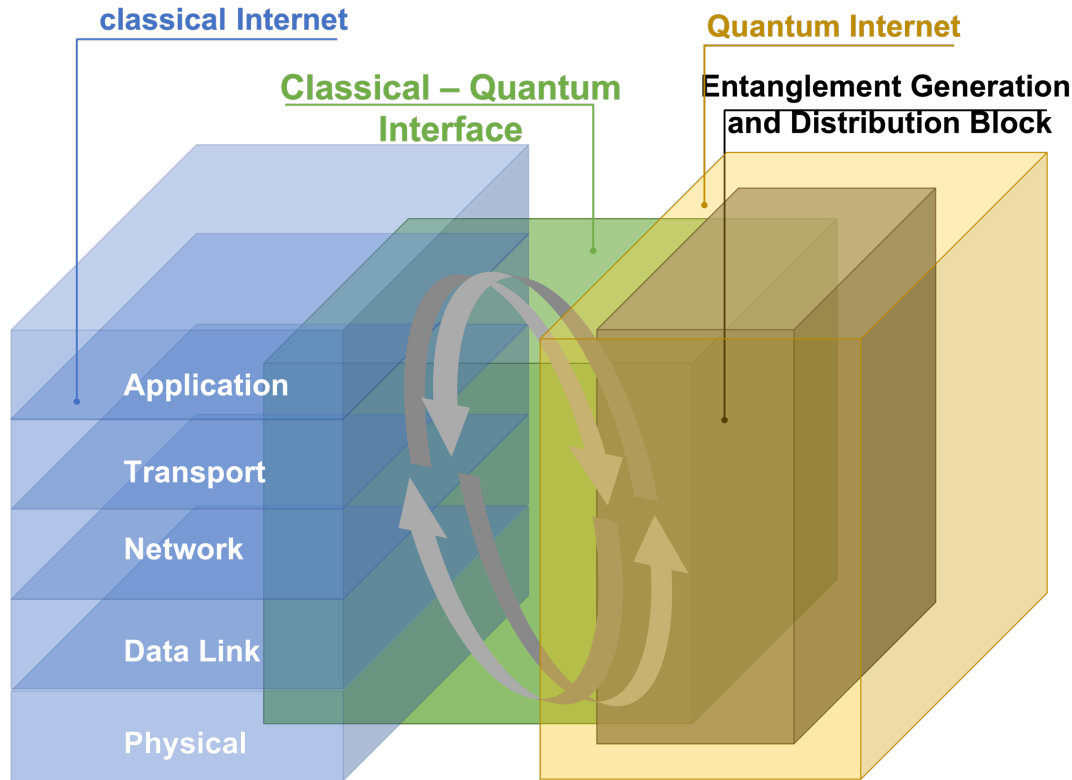 classical Internet
Quantum Internet
Classical – Quantum
Interface
Entanglement Generation
and Distribution Block
Application
Transport
Network
Data Link
Physical